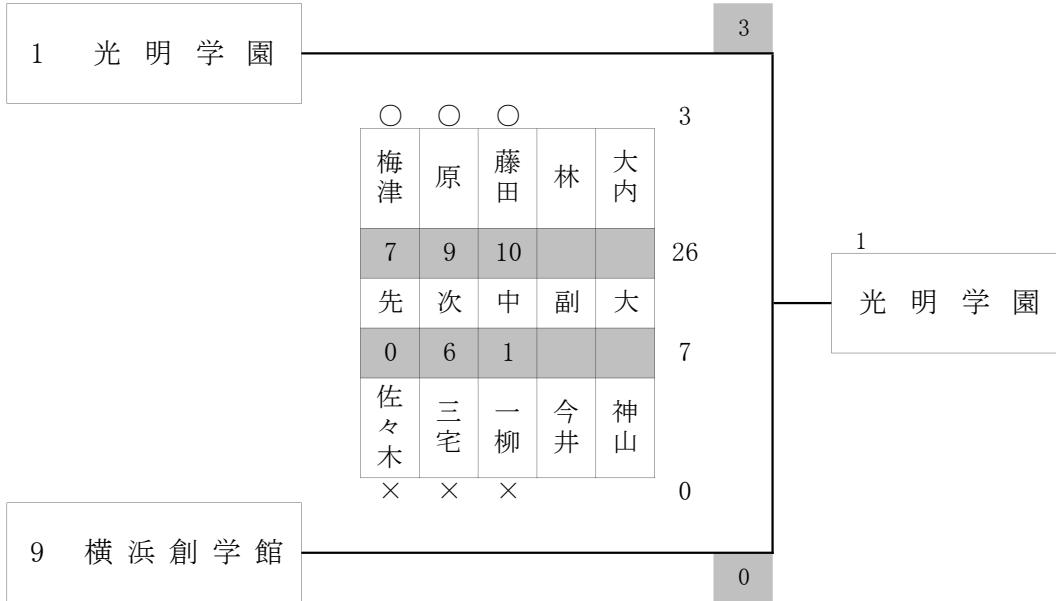 3
1 光明学園
○ ○ ○ 3
梅津 原 藤田 林 大内
7 9 10 26
1
光明学園
先 次 中 副 大
0 6 1 7
佐々木 三宅 一柳 今井 神山
× × × 0
9 横浜創学館
0